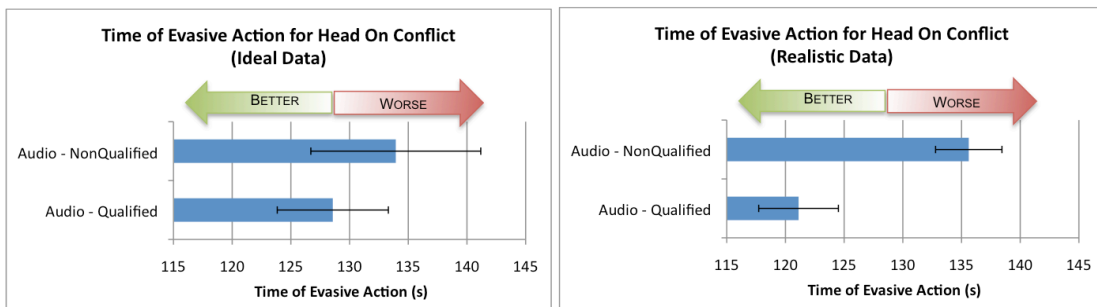 Time of Evasive Action for Head On Conflict
(Ideal Data)
BETTER
WORSE
Audio - NonQualified
Audio - Qualified
115 120 125 130 135 140 145
Time of Evasive Action (s)
Time of Evasive Action for Head On Conflict
(Realistic Data)
BETTER
WORSE
Audio - NonQualified
Audio - Qualified
115 120 125 130 135 140 145
Time of Evasive Action (s)